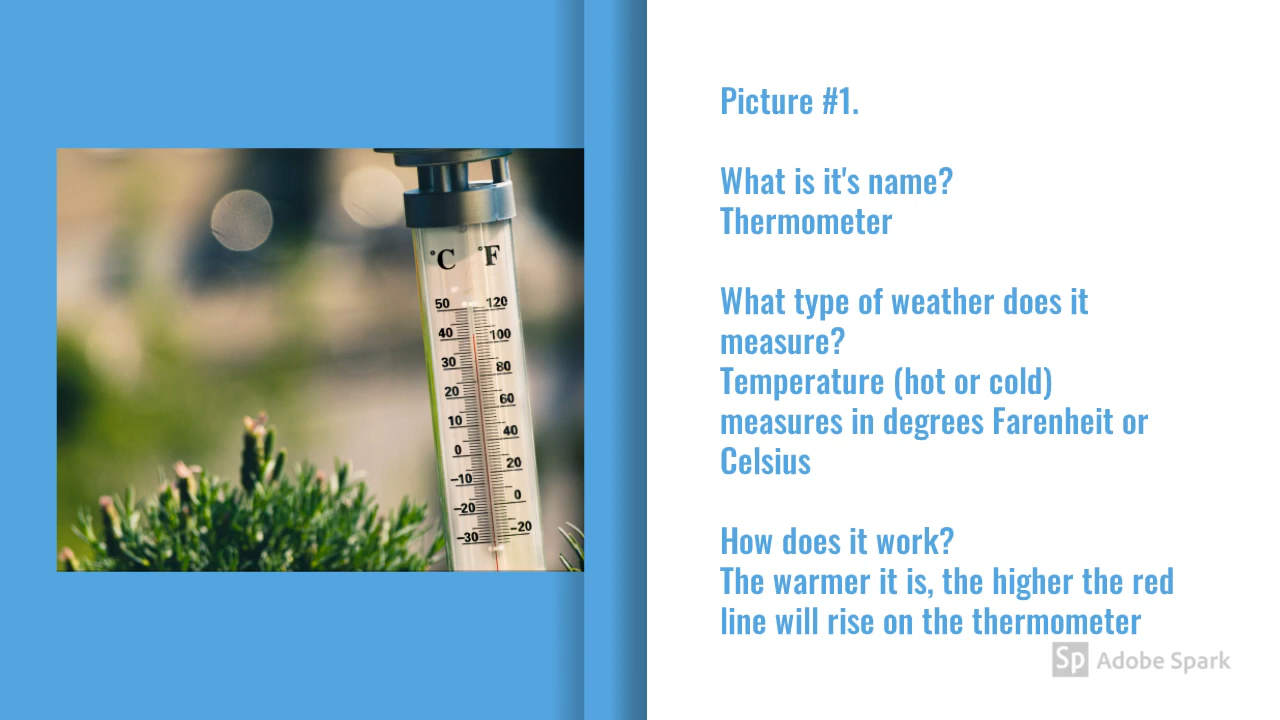 Picture #1.
What is it's name?
Thermometer
What type of weather does it
measure?
Temperature (hot or cold)
measures in degrees Farenheit or
Celsius
How does it work?
The warmer it is, the higher the red
line will rise on the thermometer
Sp Adobe Spark
°C °F
50 120
40 100
30 80
20 60
10 40
0 20
-10 0
-20 -20
-30